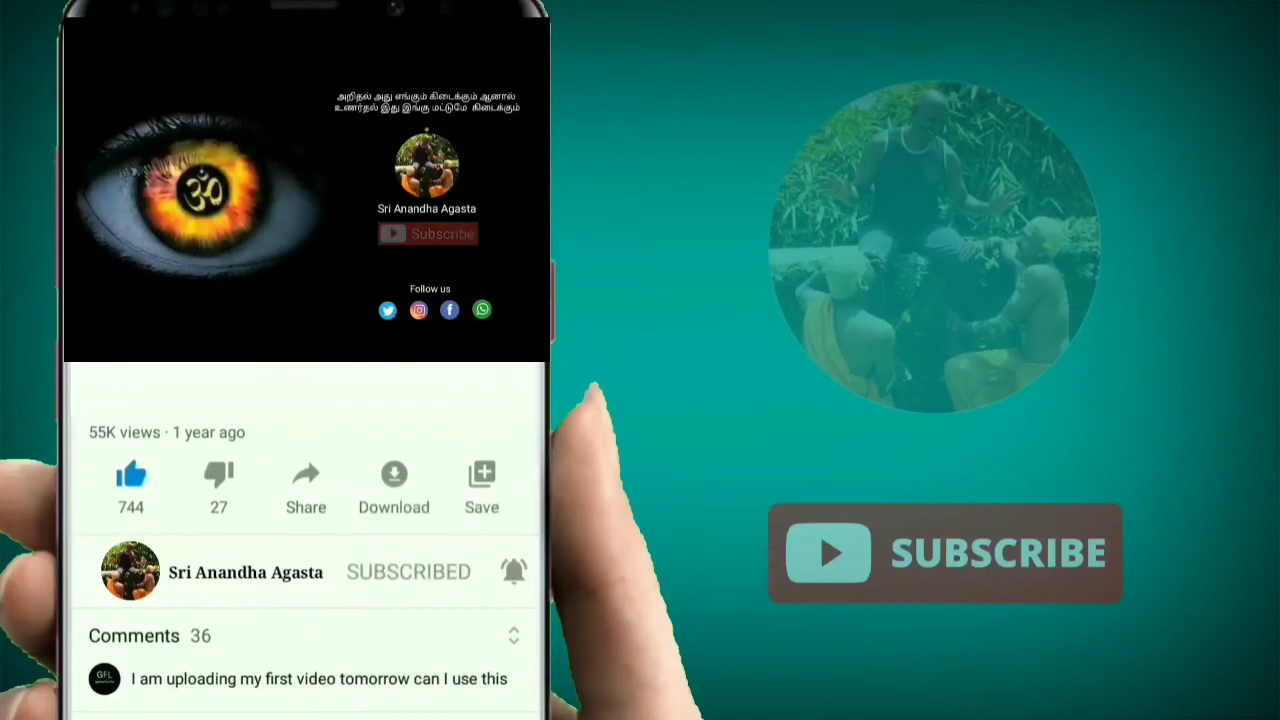 அறிதல் அது எங்கும் கிடைக்கும் ஆனால்
உணர்தல் இது இங்கு மட்டுமே கிடைக்கும்
ॐ
Sri Anandha Agasta
Subscribe
Follow us
55K views · 1 year ago
744
27
Share
Download
Save
Sri Anandha Agasta
SUBSCRIBED
Comments 36
GFL
I am uploading my first video tomorrow can I use this
SUBSCRIBE